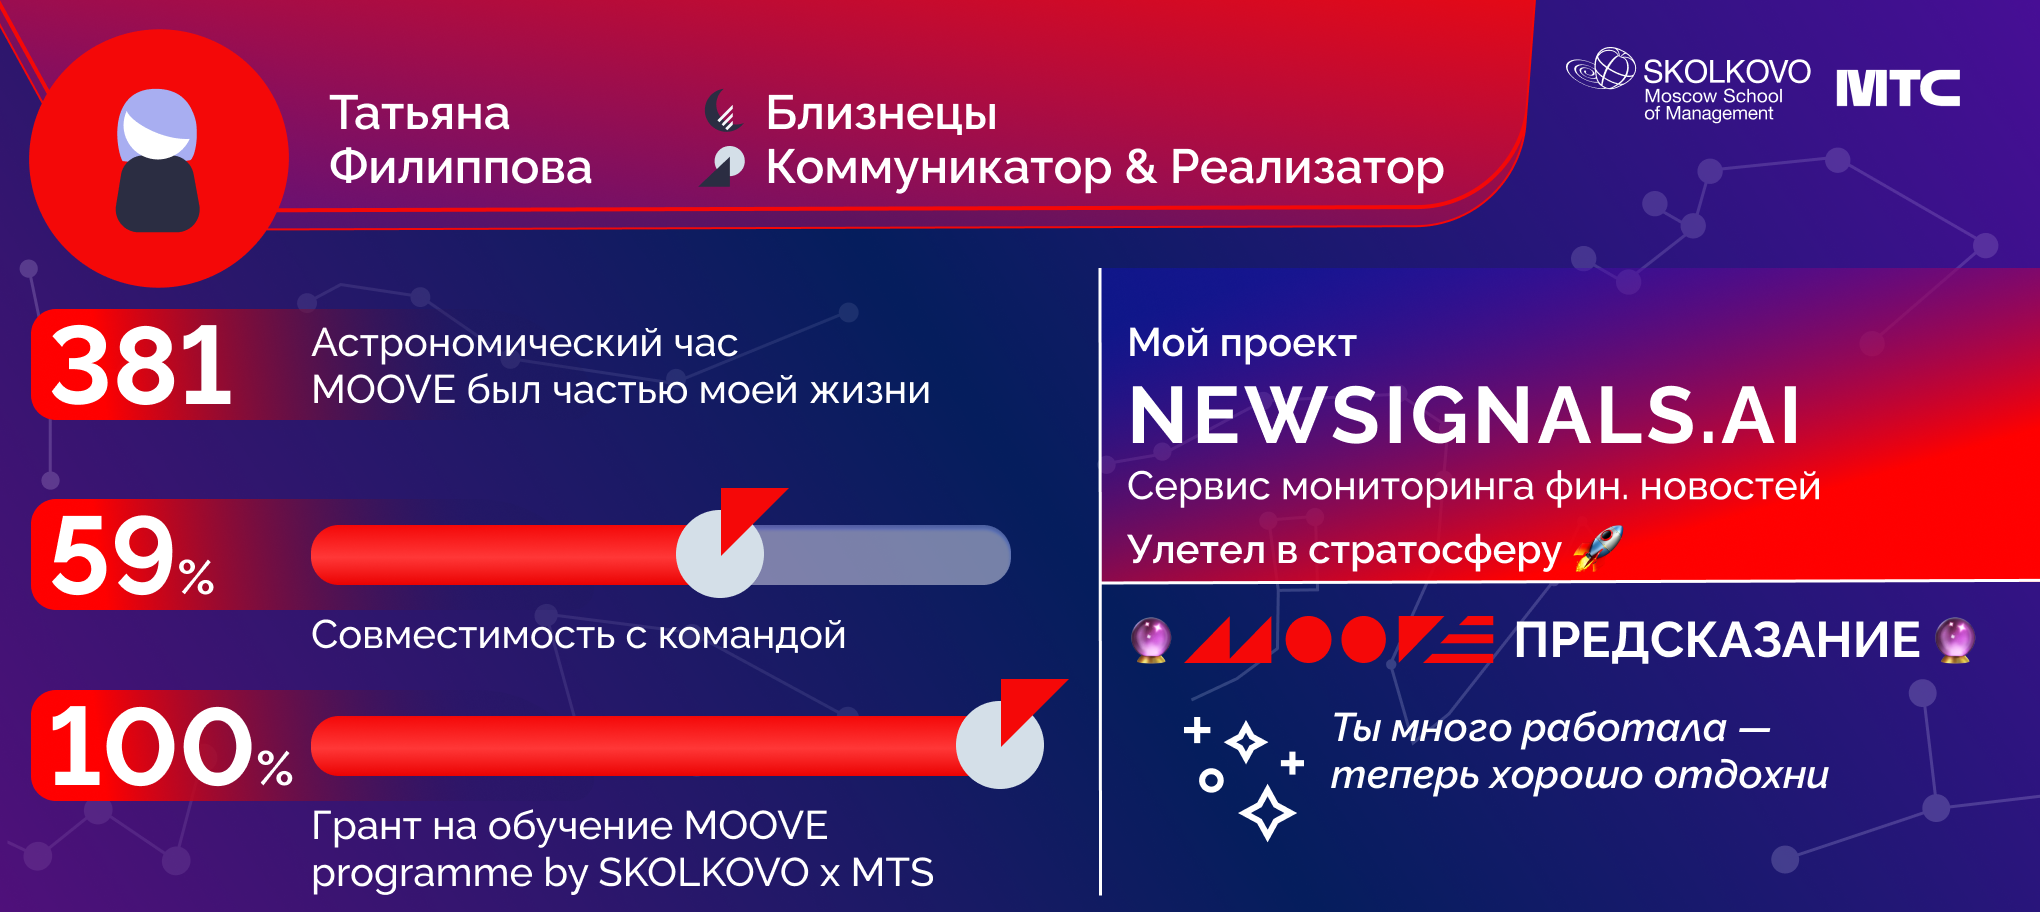 Татьяна
Филиппова
Близнецы
Коммуникатор & Реализатор
SKOLKOVO
Moscow School
of Management
МТС
381
Астрономический час
MOOVE был частью моей жизни
59%
Совместимость с командой
100%
Грант на обучение MOOVE
programme by SKOLKOVO x MTS
Мой проект
NEWSIGNALS.AI
Сервис мониторинга фин. новостей
Улетел в стратосферу
MOOVE ПРЕДСКАЗАНИЕ
Ты много работала —
теперь хорошо отдохни